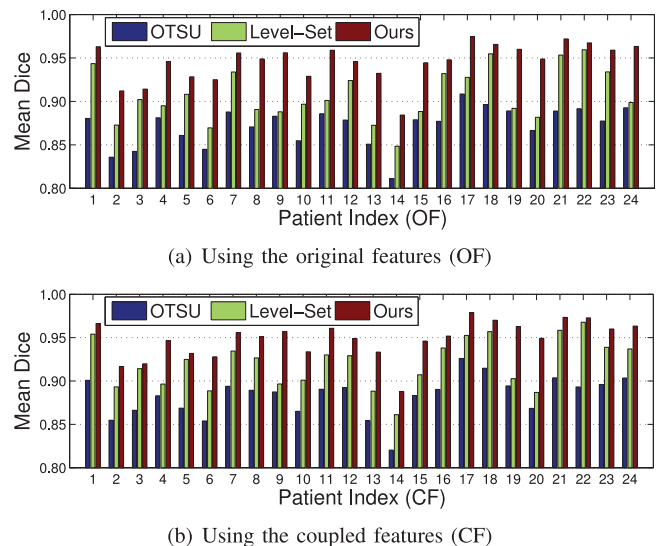 OTSU Level-Set Ours
1.00
0.95
0.90
0.85
0.80
Mean Dice
1 2 3 4 5 6 7 8 9 10 11 12 13 14 15 16 17 18 19 20 21 22 23 24
Patient Index (OF)
(a) Using the original features (OF)
OTSU Level-Set Ours
1.00
0.95
0.90
0.85
0.80
Mean Dice
1 2 3 4 5 6 7 8 9 10 11 12 13 14 15 16 17 18 19 20 21 22 23 24
Patient Index (CF)
(b) Using the coupled features (CF)